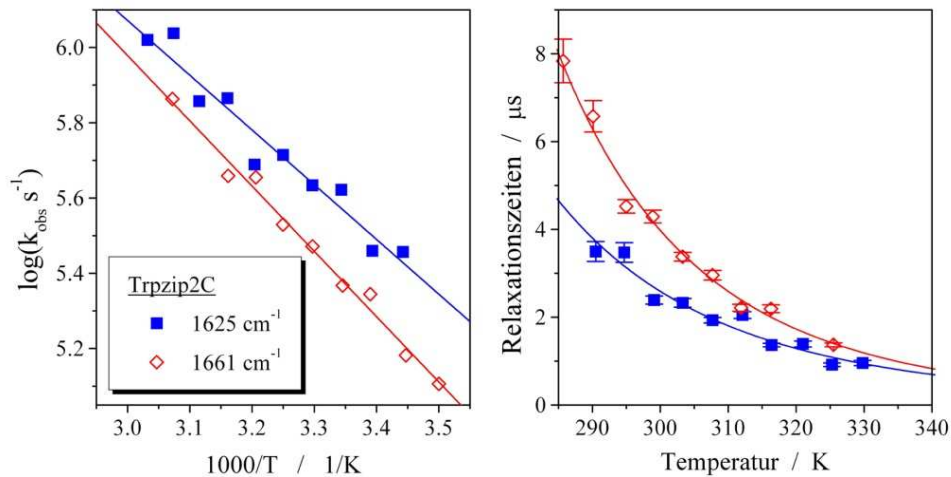 log(k_obs s^-1)
6.0
5.8
5.6
5.4
5.2
Trpzip2C
1625 cm^-1
1661 cm^-1
3.0 3.1 3.2 3.3 3.4 3.5
1000/T / 1/K
Relaxationszeiten / µs
8
6
4
2
0
290 300 310 320 330 340
Temperatur / K